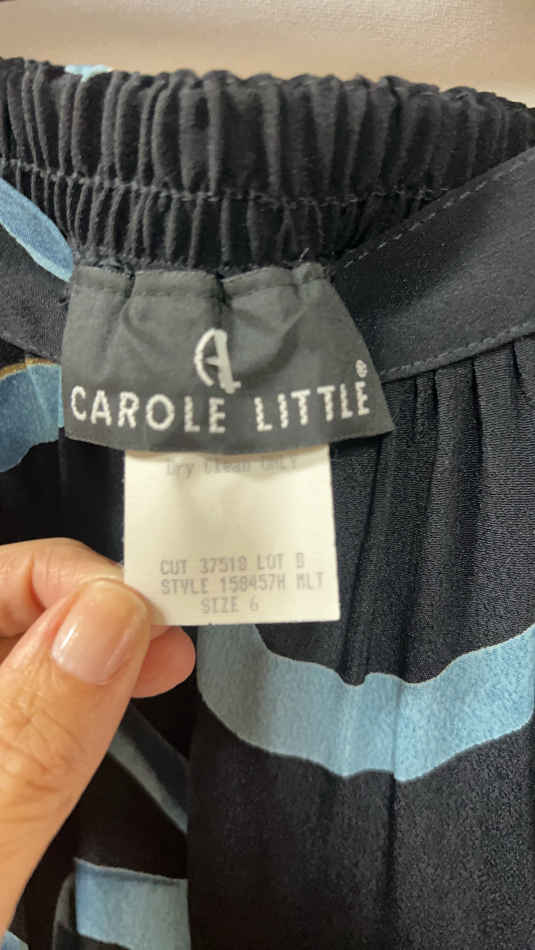 CAROLE LITTLE®
Dry Clean ONLY
CUT 37518 LOT B
STYLE 158457H MLT
SIZE 6